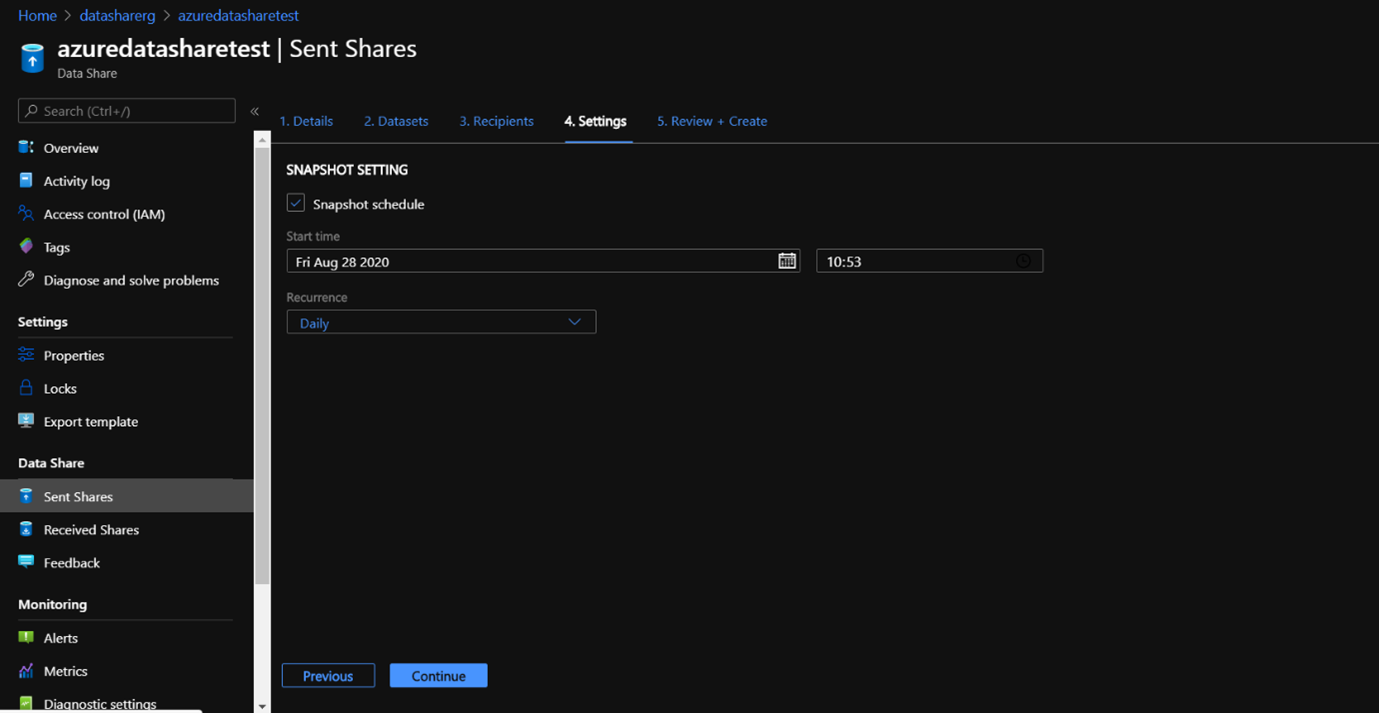 Home > datasharerg > azuredatasharetest
azuredatasharetest | Sent Shares
Data Share
Search (Ctrl+/)
«
Overview
Activity log
Access control (IAM)
Tags
Diagnose and solve problems
Settings
Properties
Locks
Export template
Data Share
Sent Shares
Received Shares
Feedback
Monitoring
Alerts
Metrics
Diagnostic settings
1. Details 2. Datasets 3. Recipients 4. Settings 5. Review + Create
SNAPSHOT SETTING
Snapshot schedule
Start time
Fri Aug 28 2020 10:53
Recurrence
Daily
Previous Continue